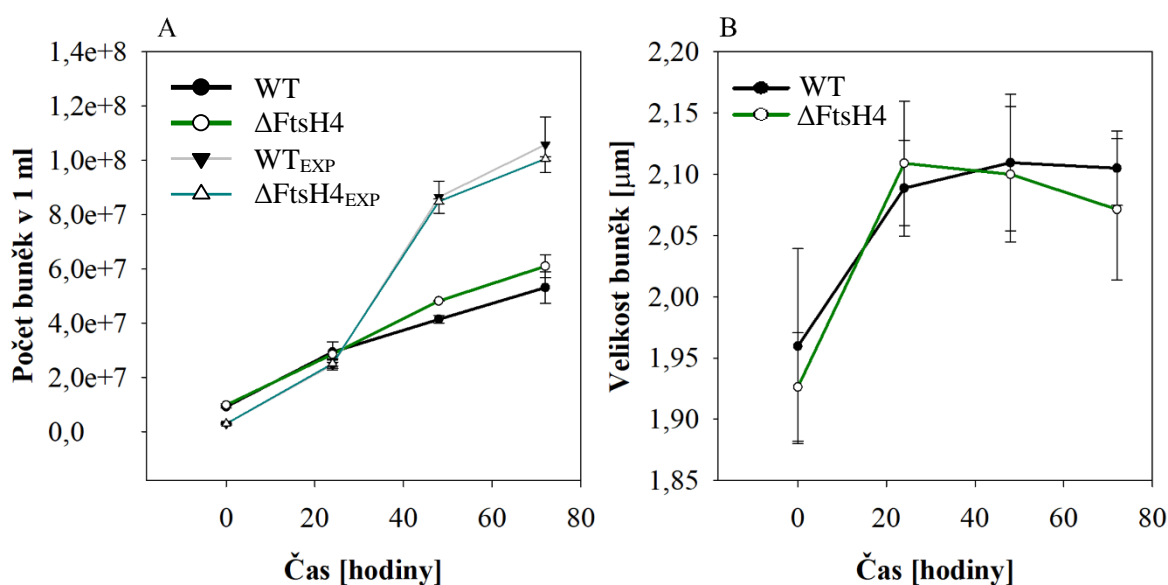 A
1,4e+8
1,2e+8
1,0e+8
8,0e+7
6,0e+7
4,0e+7
2,0e+7
0,0
Počet buněk v 1 ml
WT
ΔFtsH4
WTEXP
ΔFtsH4EXP
0 20 40 60 80
Čas [hodiny]
B
2,20
2,15
2,10
2,05
2,00
1,95
1,90
1,85
Velikost buněk [µm]
WT
ΔFtsH4
0 20 40 60 80
Čas [hodiny]